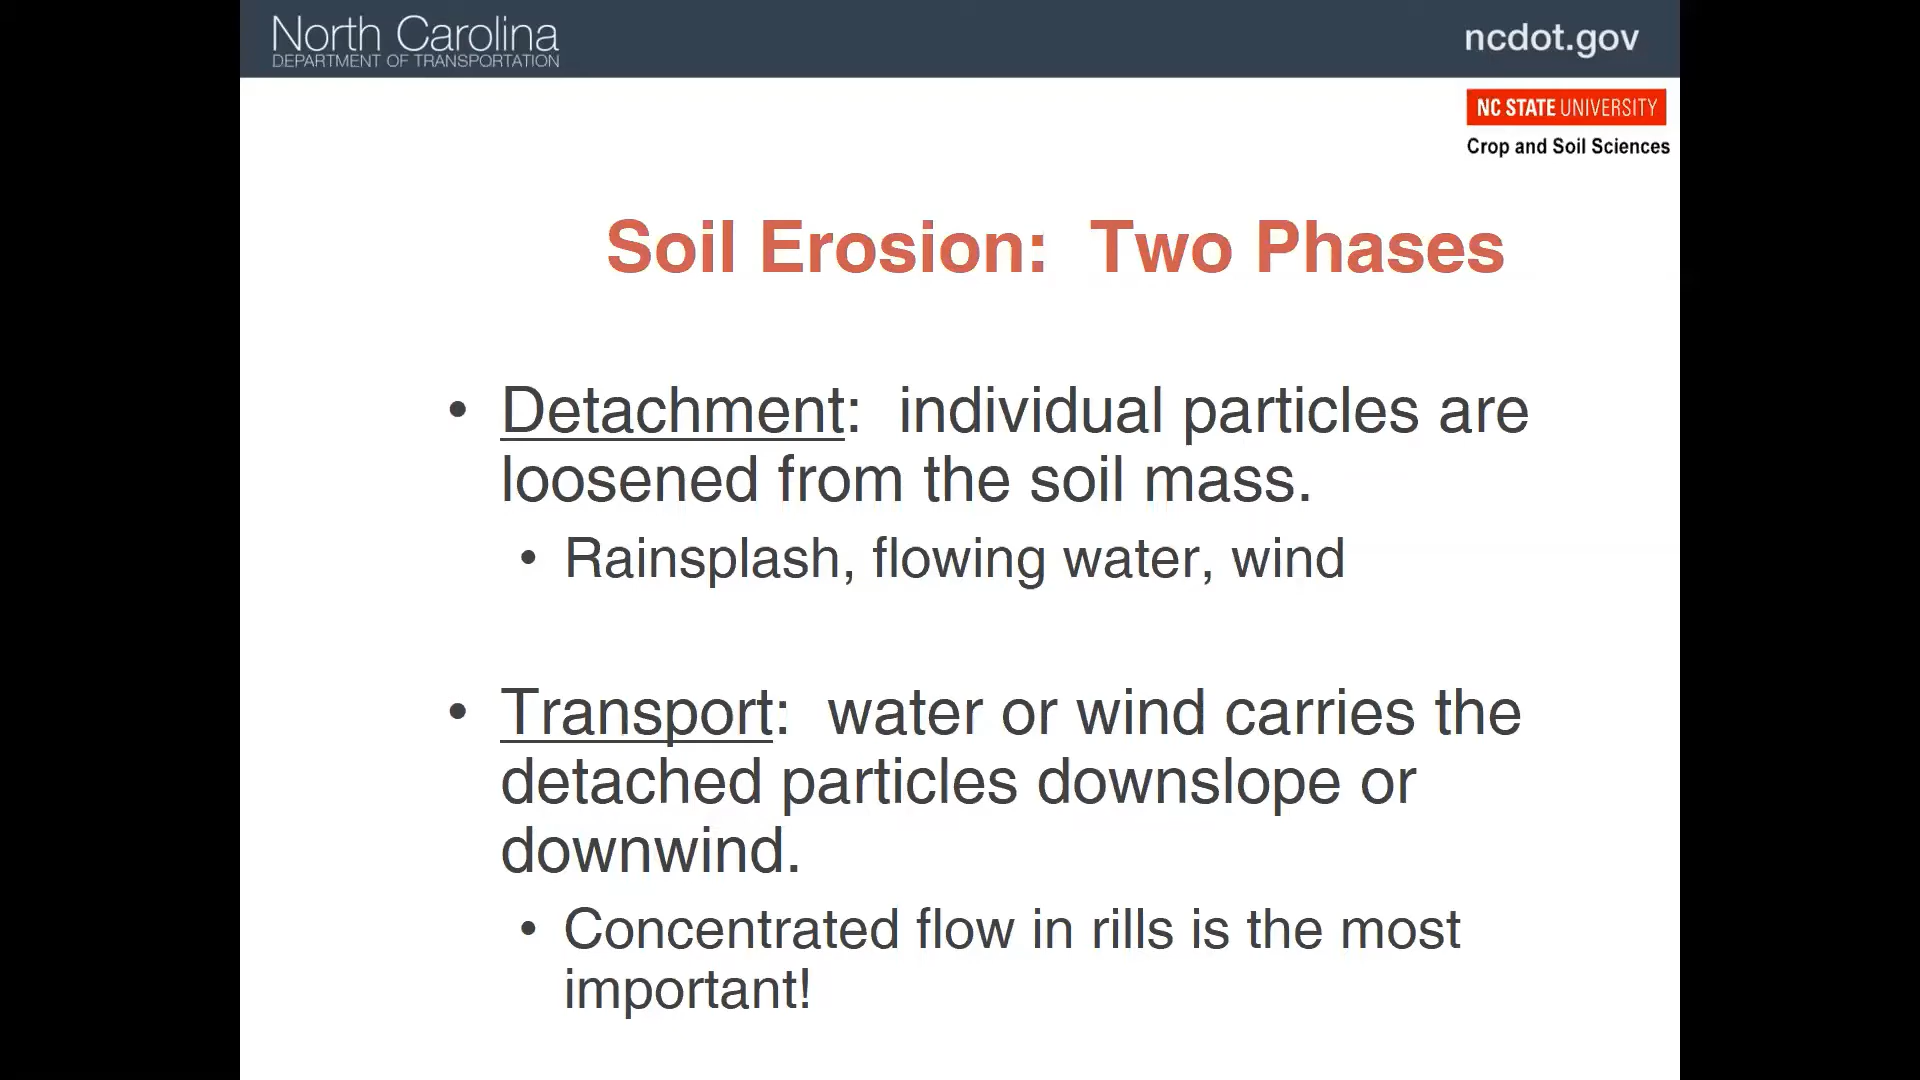 North Carolina
DEPARTMENT OF TRANSPORTATION
ncdot.gov
NC STATE UNIVERSITY
Crop and Soil Sciences
Soil Erosion:  Two Phases
• Detachment:  individual particles are
loosened from the soil mass.
• Rainsplash, flowing water, wind
• Transport:  water or wind carries the
detached particles downslope or
downwind.
• Concentrated flow in rills is the most
important!